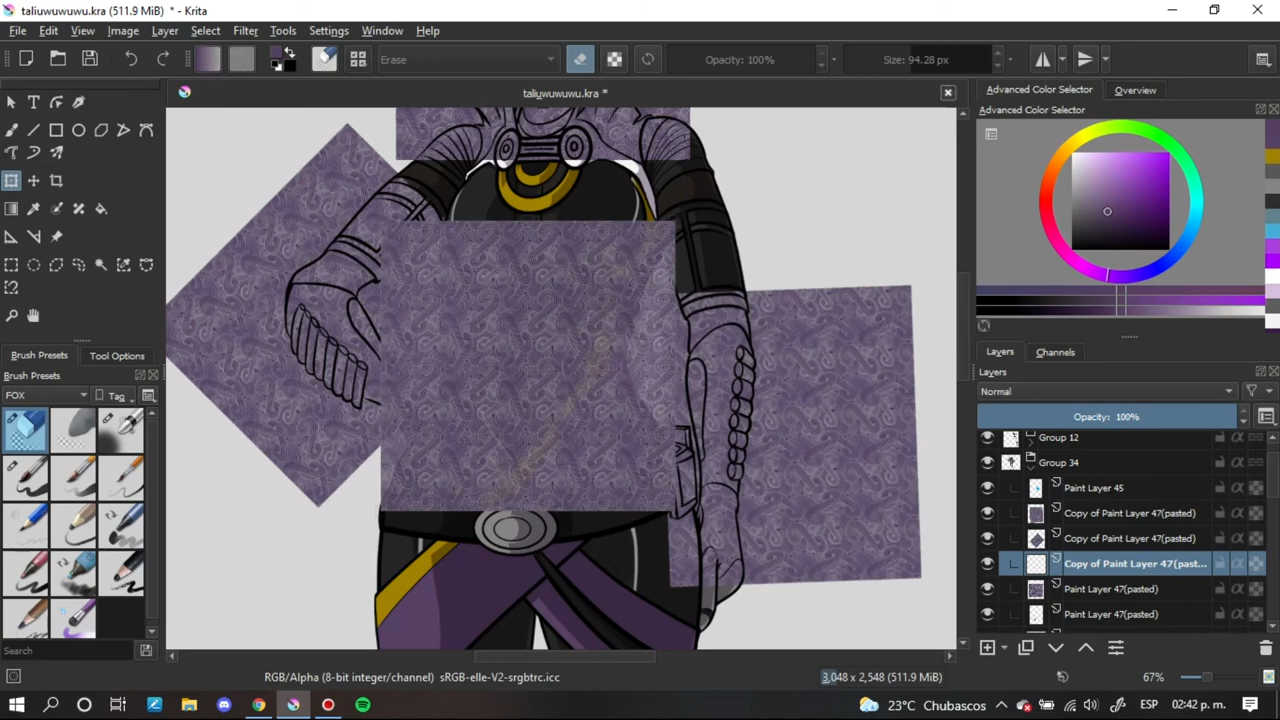 taliuwuwuwu.kra (511.9 MiB) * - Krita
File Edit View Image Layer Select Filter Tools Settings Window Help
Erase
Opacity: 100%
Size: 94.28 px
taliuwuwuwu.kra *
Advanced Color Selector
Overview
Advanced Color Selector
Brush Presets
Tool Options
Brush Presets
FOX
Tag
Search
Layers
Channels
Layers
Normal
Opacity: 100%
Group 12
Group 34
Paint Layer 45
Copy of Paint Layer 47(pasted)
Copy of Paint Layer 47(pasted)
Copy of Paint Layer 47(past...
Paint Layer 47(pasted)
Paint Layer 47(pasted)
RGB/Alpha (8-bit integer/channel) sRGB-elle-V2-srgbtrc.icc
3,048 x 2,548 (511.9 MiB)
67%
23°C Chubascos
ESP
02:42 p. m.